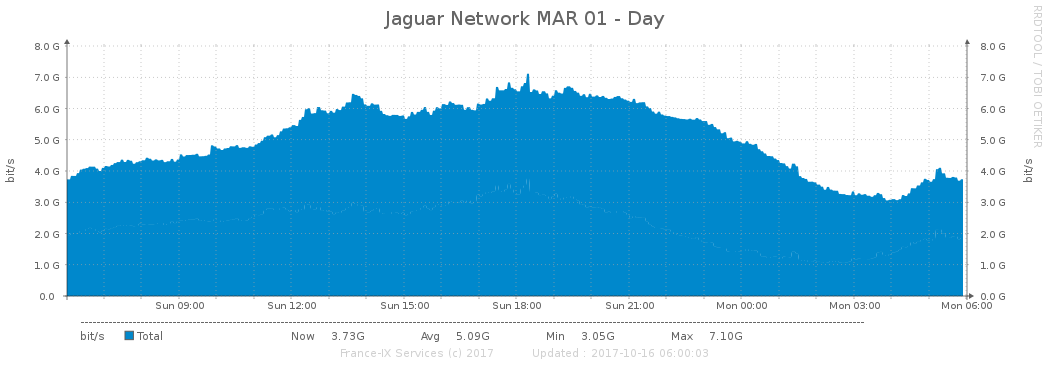 Jaguar Network MAR 01 - Day
RRDTOOL / TOBI OETIKER
8.0 G 8.0 G
7.0 G 7.0 G
6.0 G 6.0 G
5.0 G 5.0 G
4.0 G 4.0 G
3.0 G 3.0 G
2.0 G 2.0 G
1.0 G 1.0 G
0.0 0.0 G
bit/s
bit/s
Sun 09:00 Sun 12:00 Sun 15:00 Sun 18:00 Sun 21:00 Mon 00:00 Mon 03:00 Mon 06:00
bit/s Total Now 3.73G Avg 5.09G Min 3.05G Max 7.10G
France-IX Services (c) 2017 Updated : 2017-10-16 06:00:03